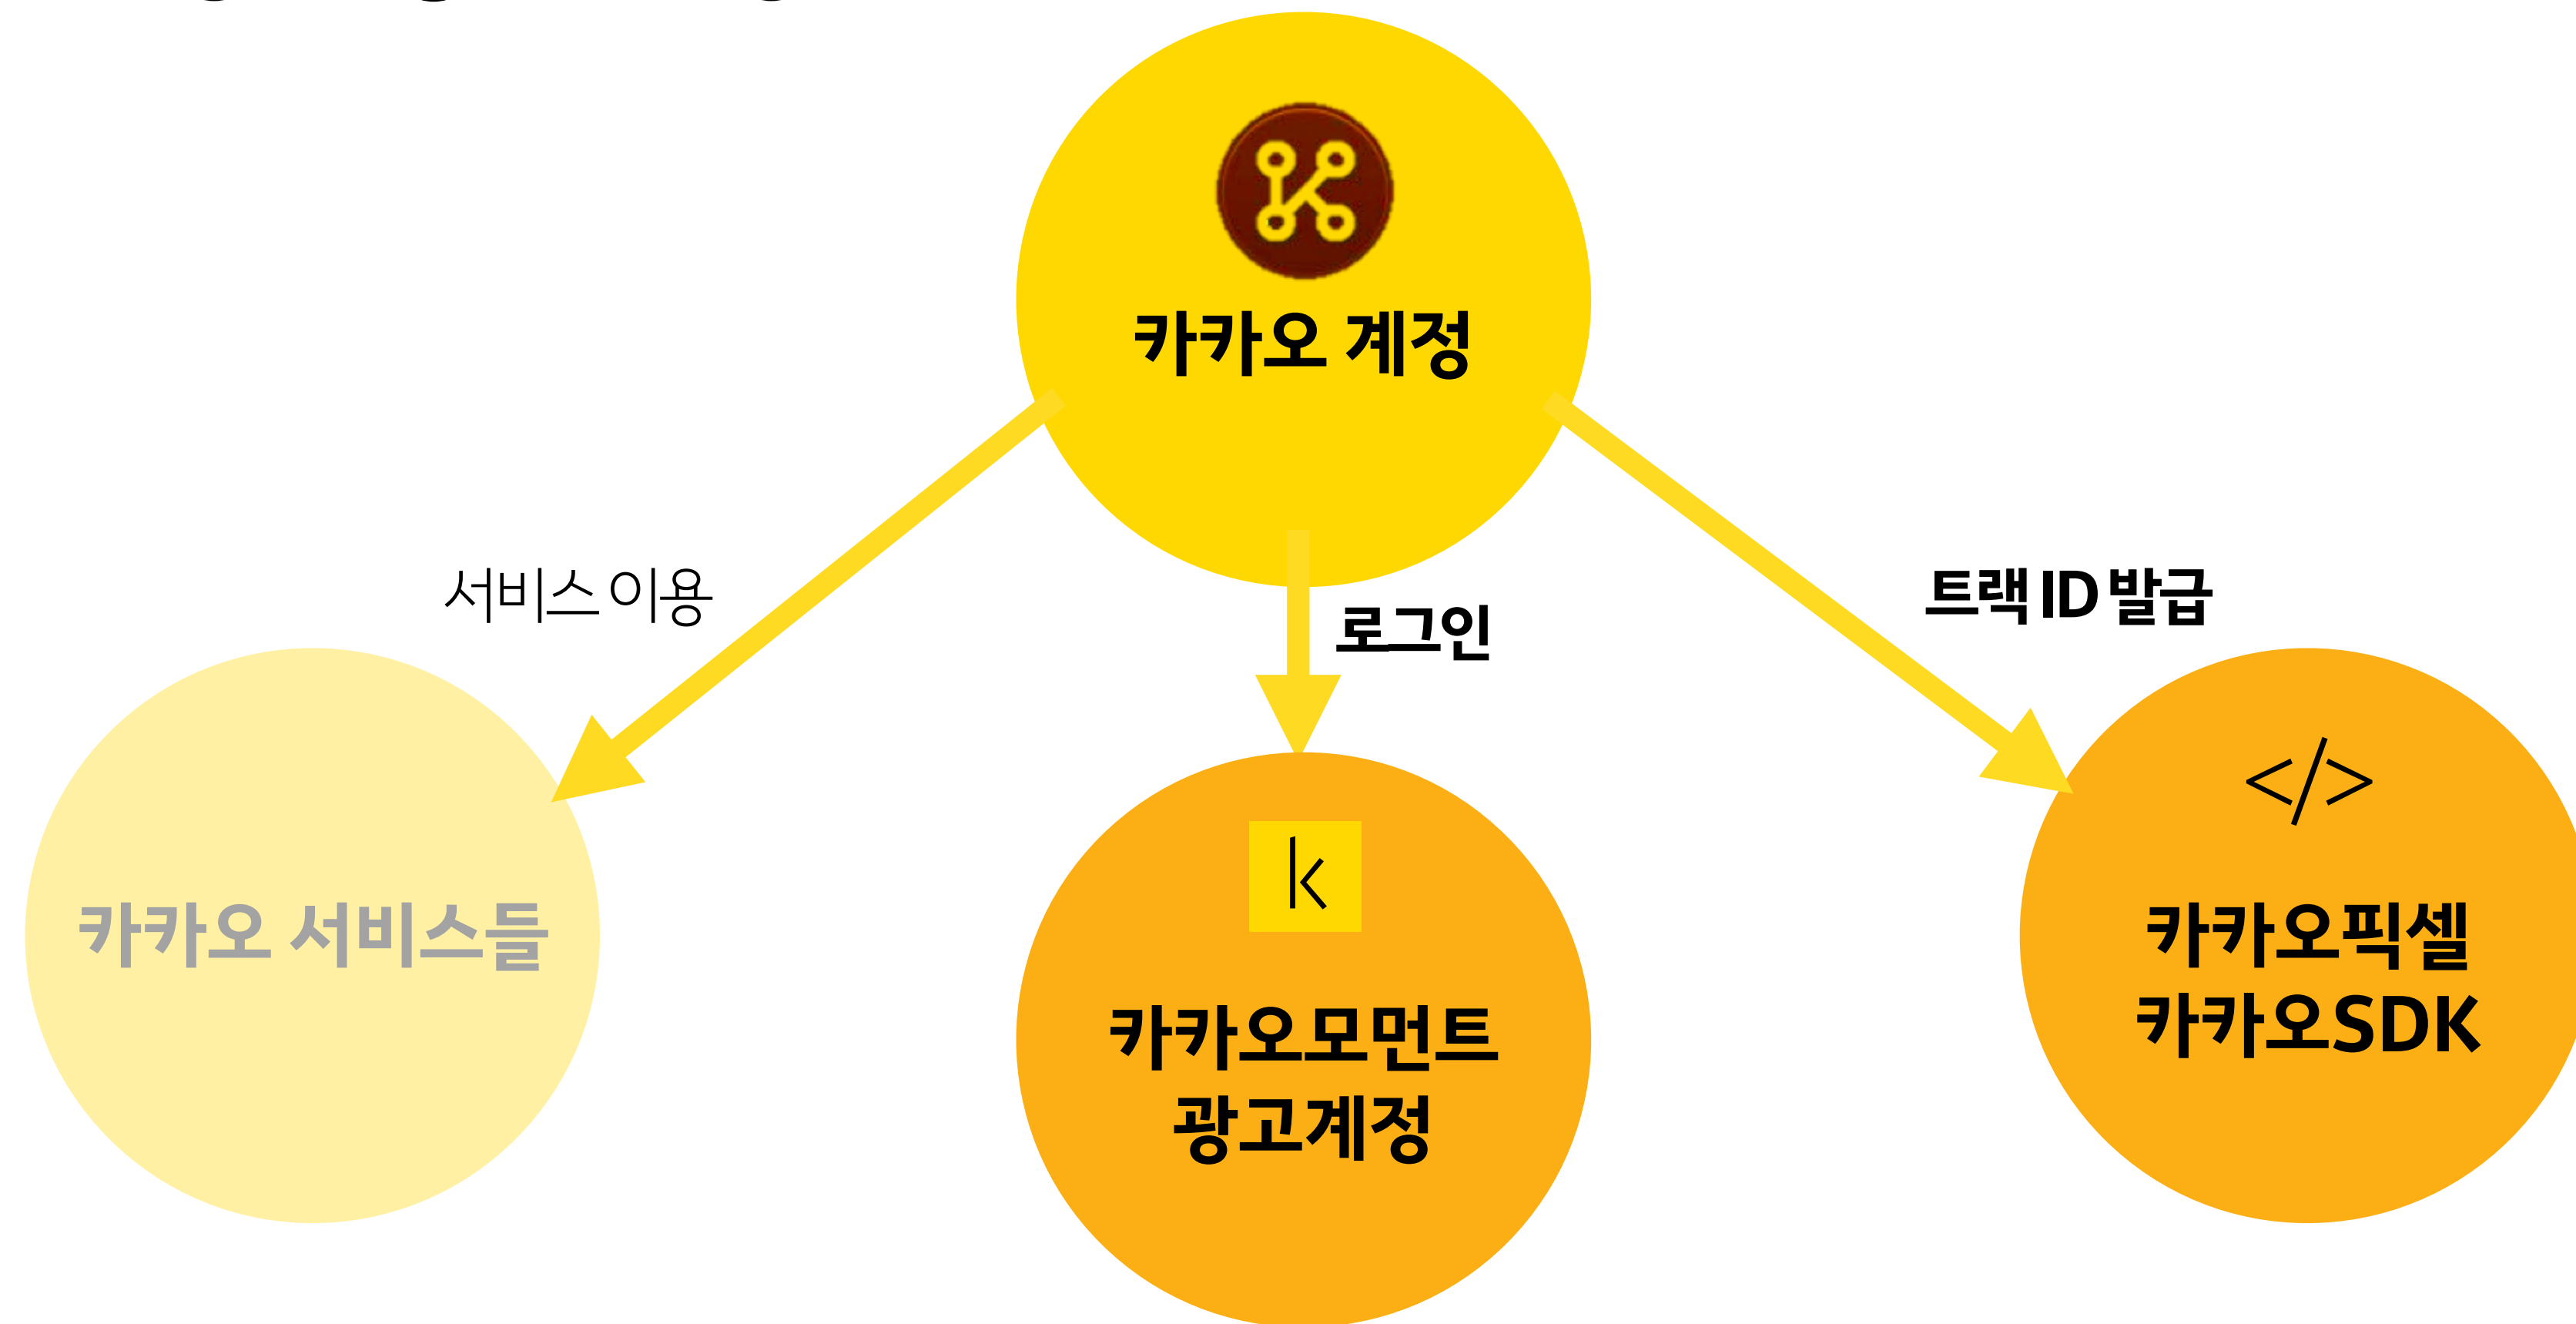 카카오 계정
서비스 이용
로그인
트랙 ID 발급
카카오 서비스들
k
카카오모먼트
광고계정
</>
카카오픽셀
카카오SDK